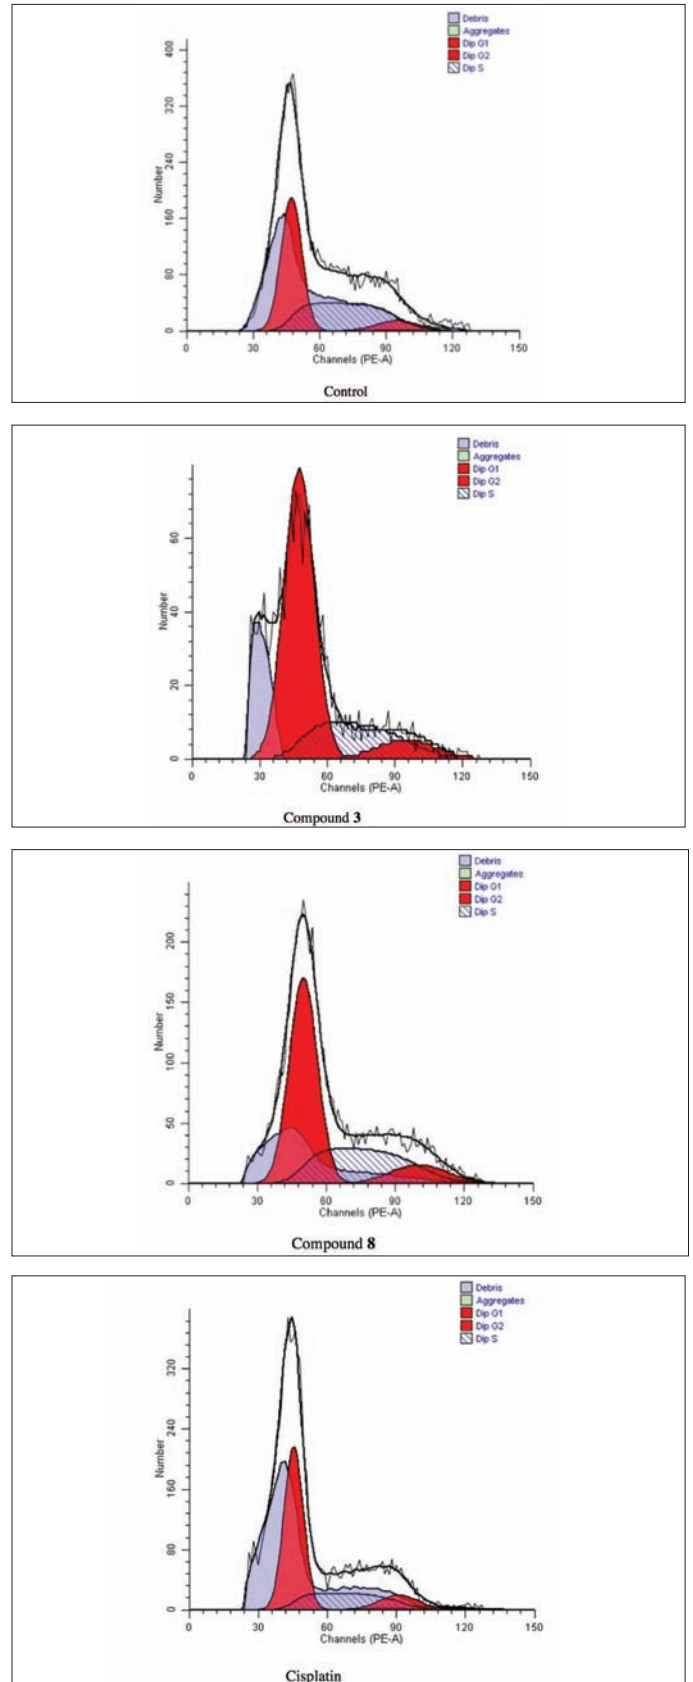 Debris
Aggregates
Dip G1
Dip G2
Dip S
Number
400
320
240
160
80
0
0 30 60 90 120 150
Channels (PE-A)
Control
Debris
Aggregates
Dip G1
Dip G2
Dip S
Number
60
40
20
0
0 30 60 90 120 150
Channels (PE-A)
Compound 3
Debris
Aggregates
Dip G1
Dip G2
Dip S
Number
200
150
100
50
0
0 30 60 90 120 150
Channels (PE-A)
Compound 8
Debris
Aggregates
Dip G1
Dip G2
Dip S
Number
320
240
160
80
0
0 30 60 90 120 150
Channels (PE-A)
Cisplatin